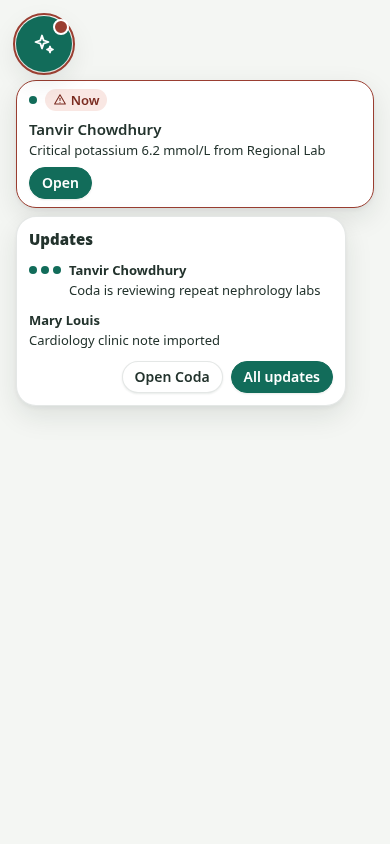 Now
Tanvir Chowdhury
Critical potassium 6.2 mmol/L from Regional Lab
Open
Updates
Tanvir Chowdhury
Coda is reviewing repeat nephrology labs
Mary Louis
Cardiology clinic note imported
Open Coda
All updates